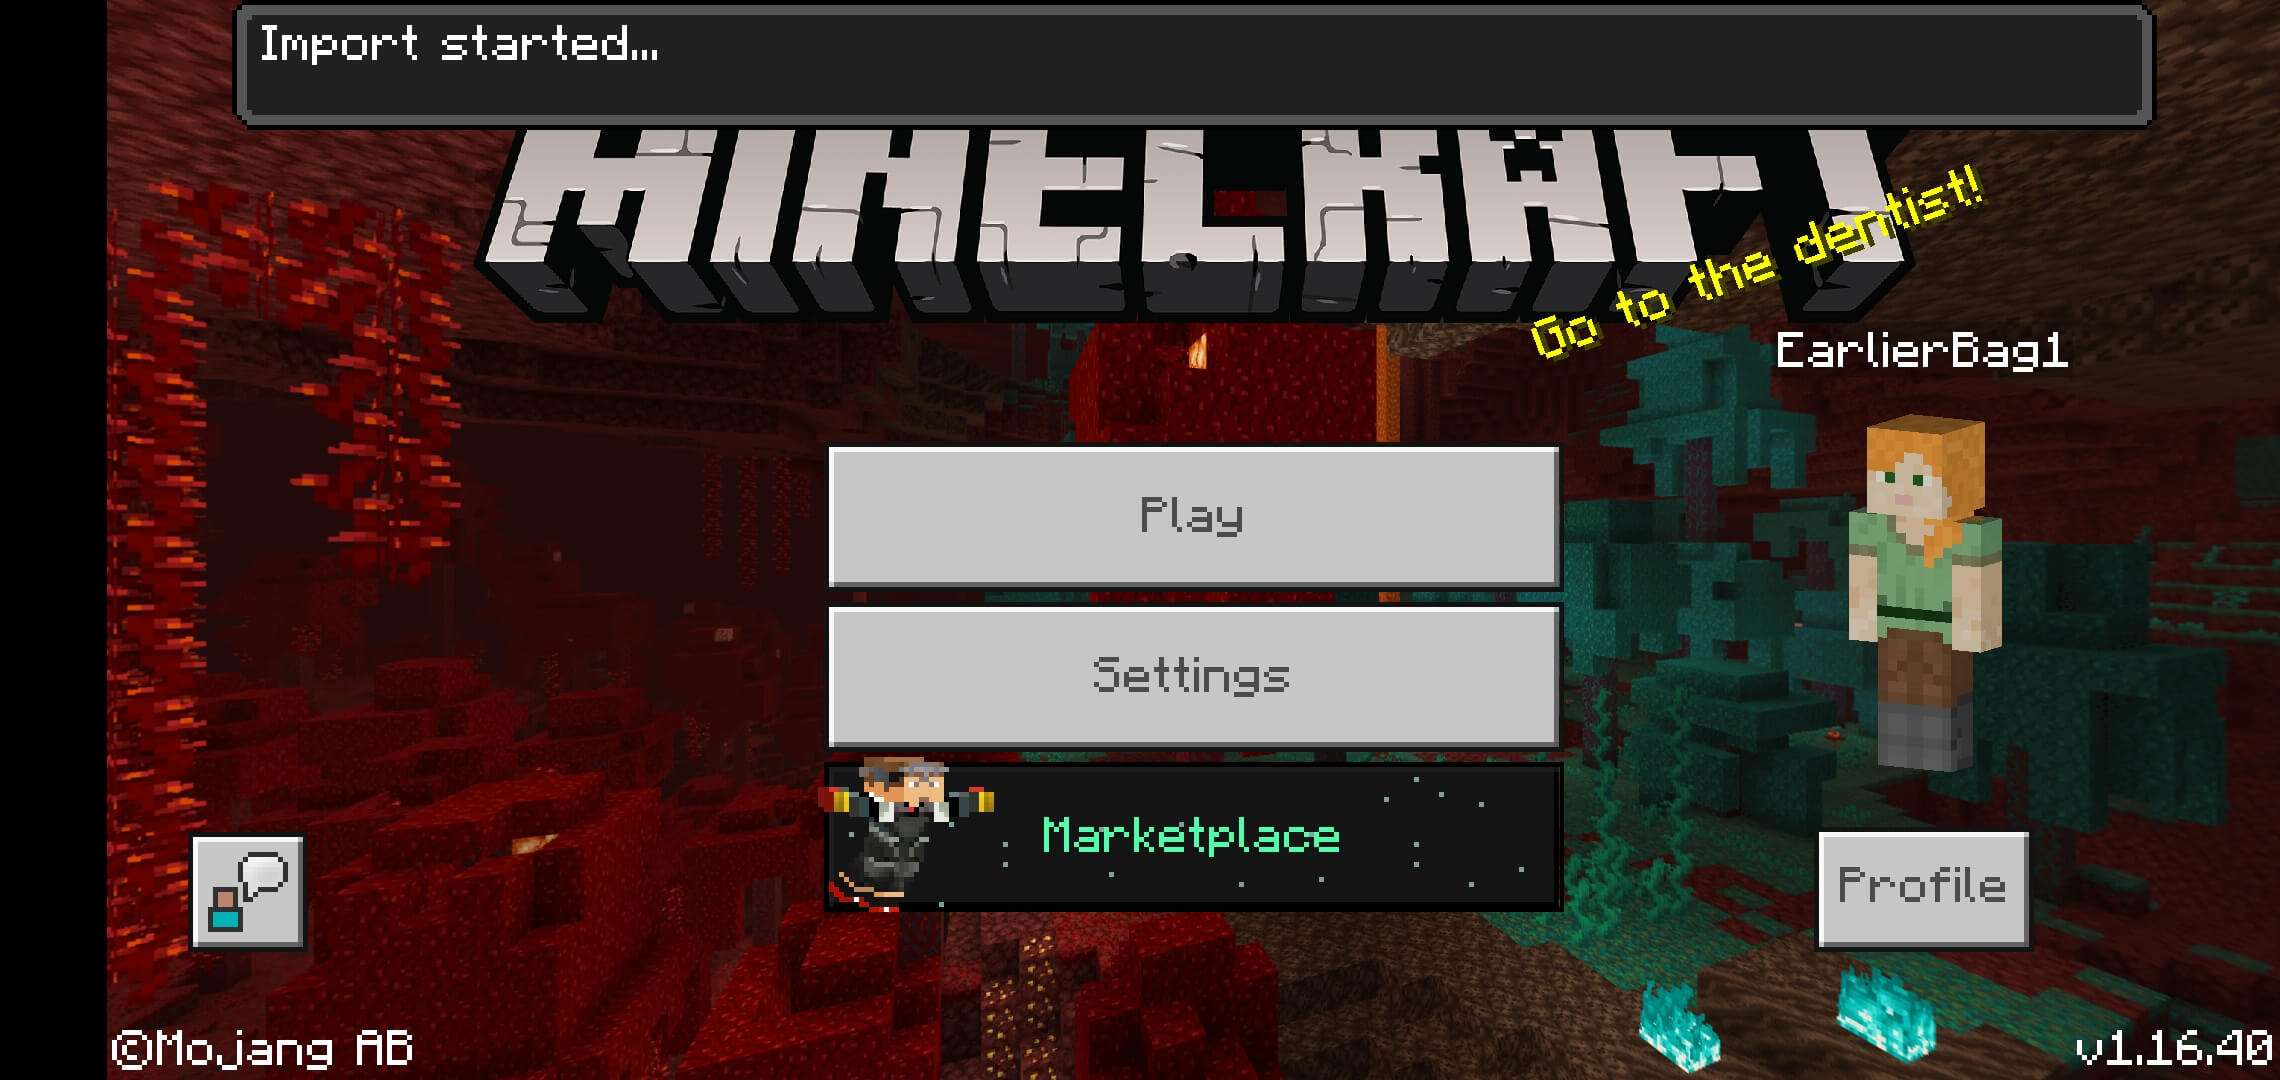 Import started...
MINECRAFT
Go to the dentist!
EarlierBag1
Play
Settings
Marketplace
Profile
©Mojang AB
v1.16.40